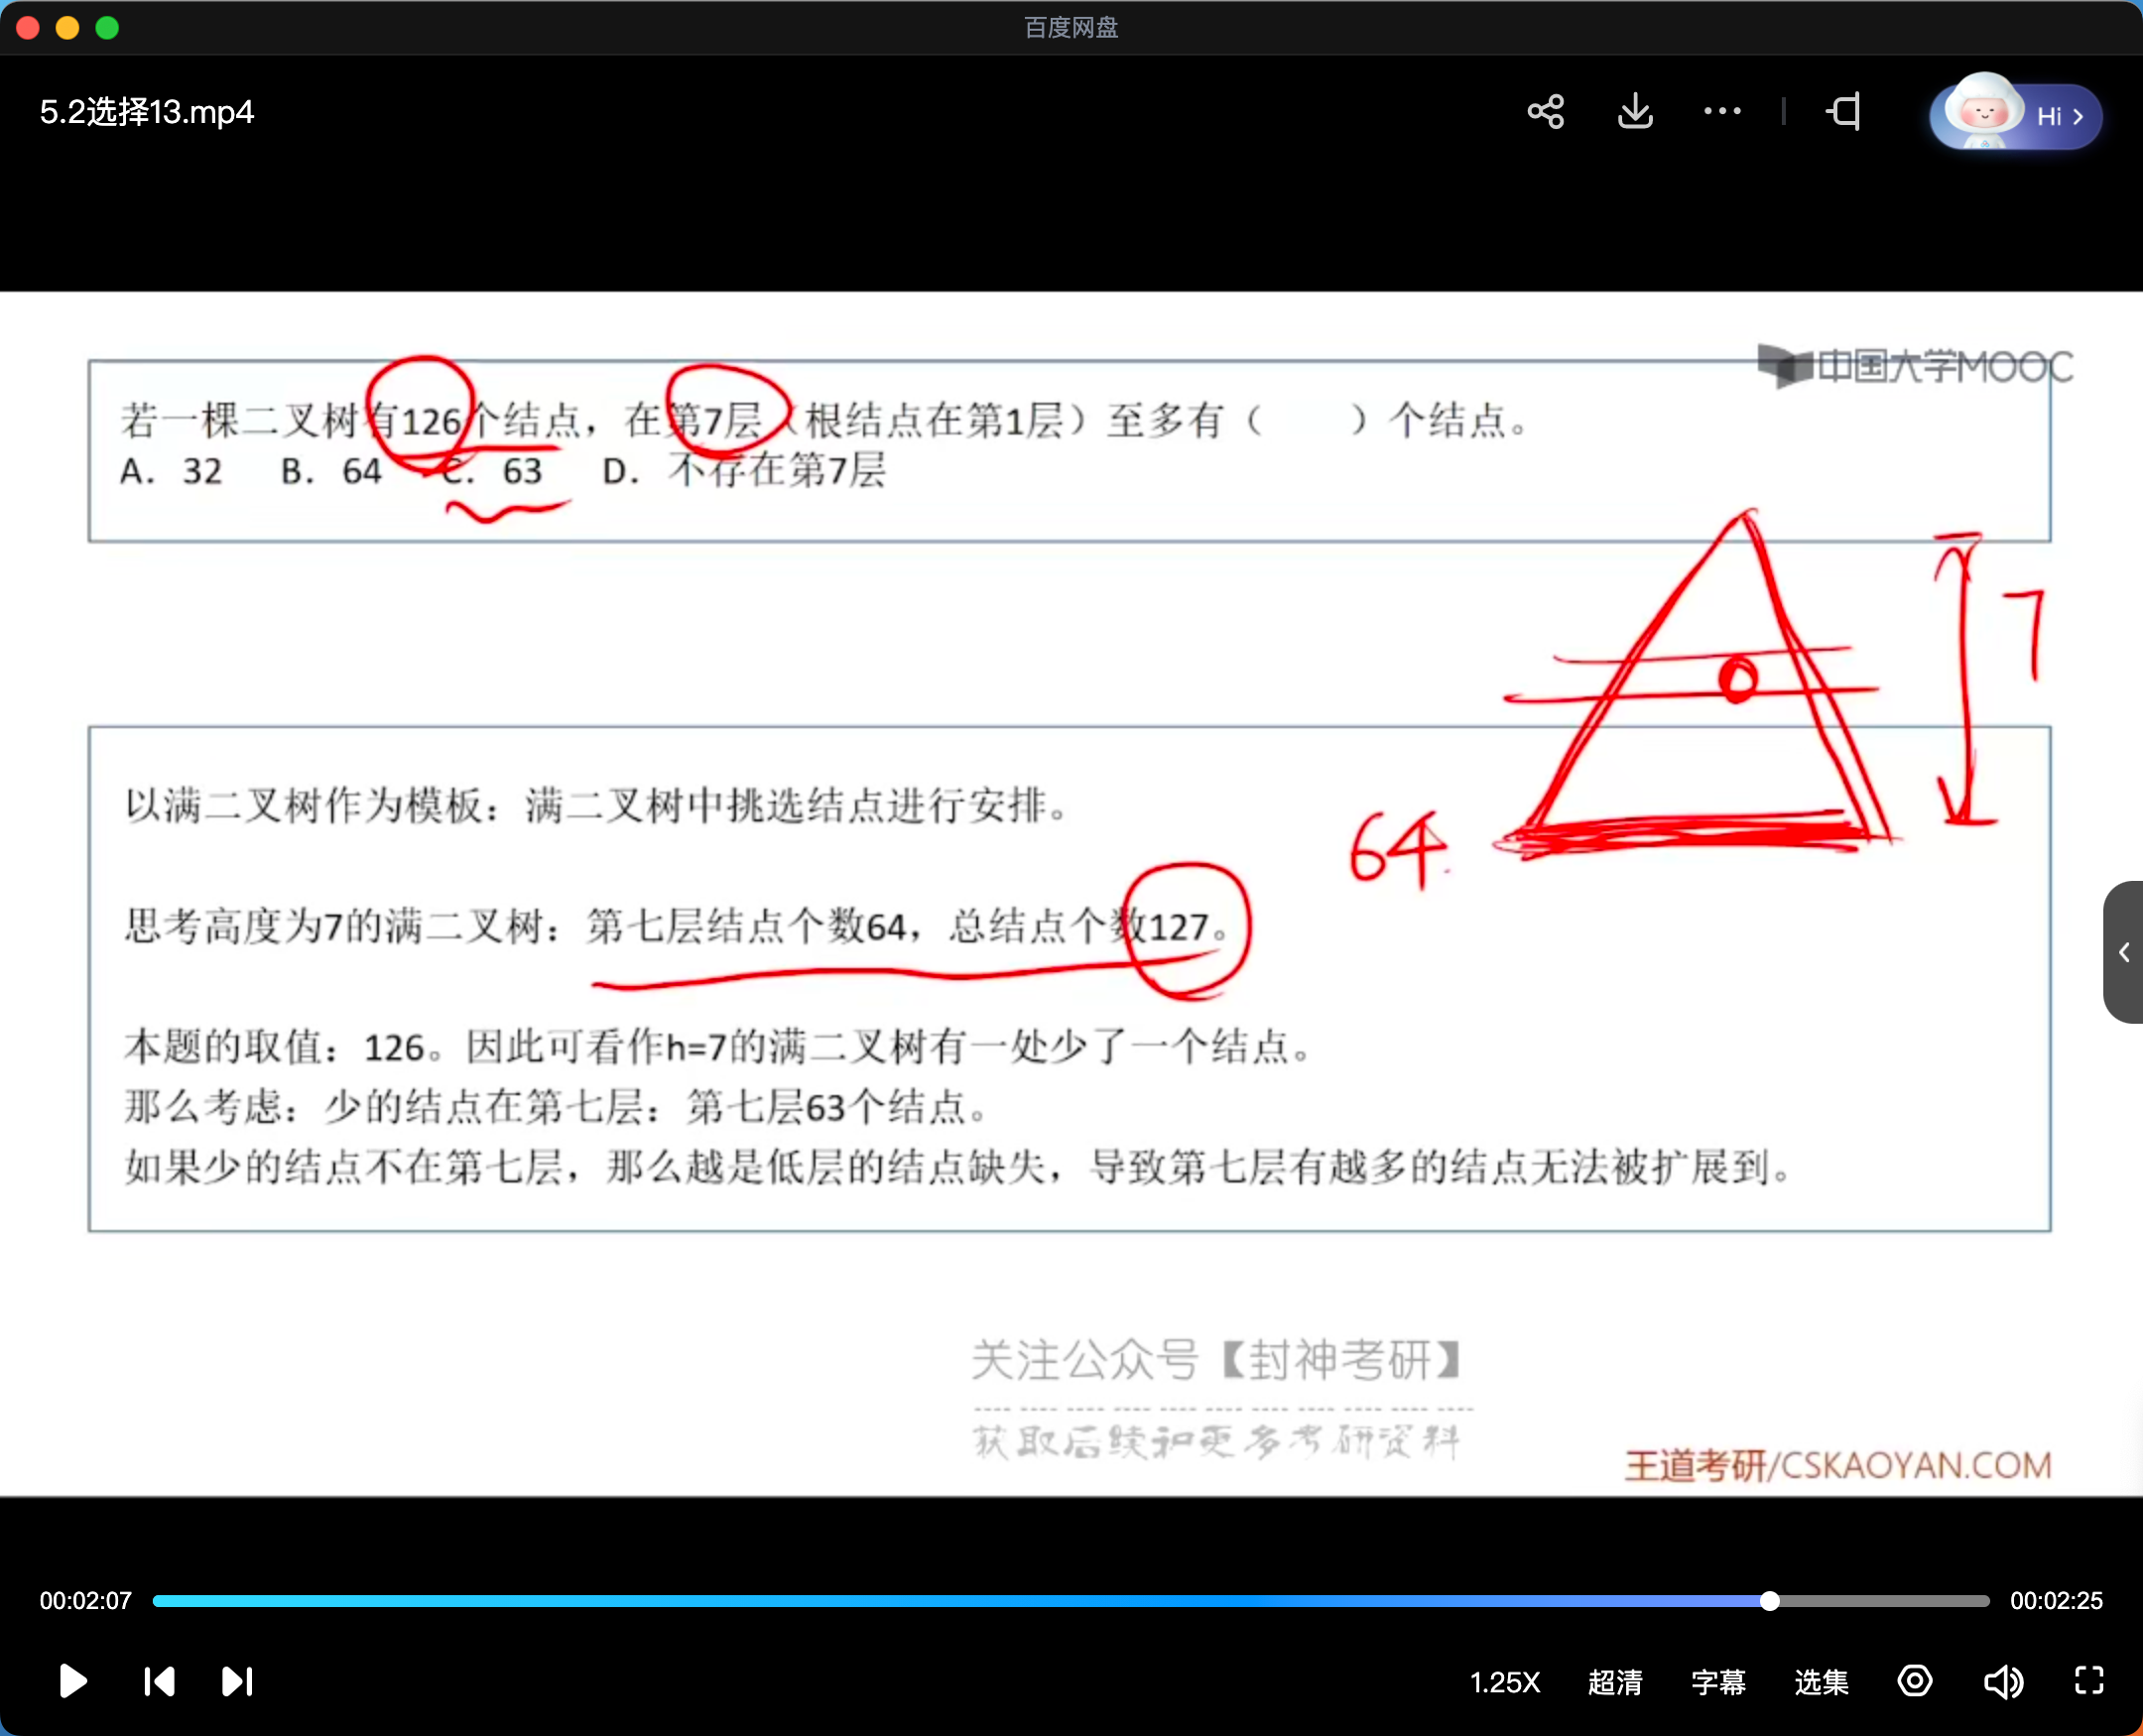 百度网盘
5.2选择13.mp4
Hi
中国大学MOOC
若一棵二叉树有126个结点，在第7层（根结点在第1层）至多有（　　）个结点。
A. 32 B. 64 C. 63 D. 不存在第7层
7
以满二叉树作为模板：满二叉树中挑选结点进行安排。
64.
思考高度为7的满二叉树：第七层结点个数64，总结点个数127。
本题的取值：126。因此可看作h=7的满二叉树有一处少了一个结点。
那么考虑：少的结点在第七层：第七层63个结点。
如果少的结点不在第七层，那么越是低层的结点缺失，导致第七层有越多的结点无法被扩展到。
关注公众号【封神考研】
获取后续和更多考研资料
王道考研/CSKAOYAN.COM
00:02:07
00:02:25
1.25X 超清 字幕 选集